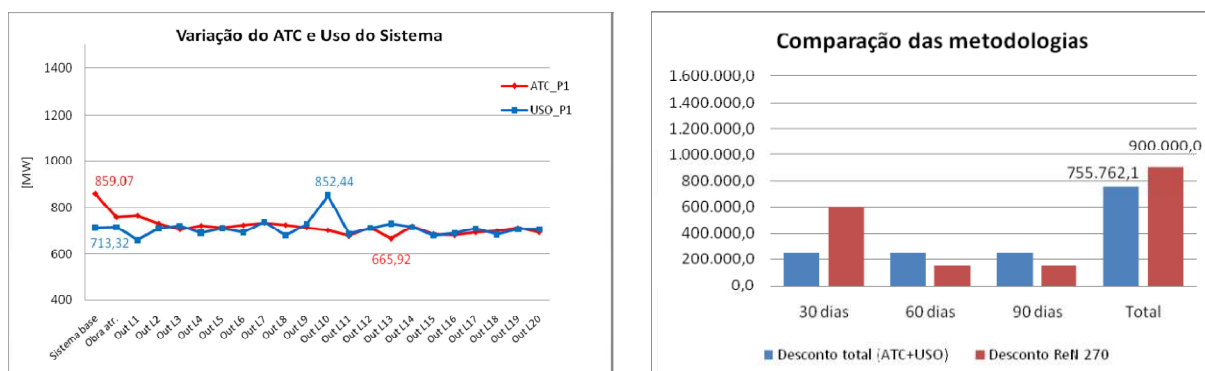 Variação do ATC e Uso do Sistema
1400
1200
1000
800
600
400
[MW]
ATC_P1
USO_P1
859,07
713,32
852,44
665,92
Sistema base
Obra atr.
Out L1
Out L2
Out L3
Out L4
Out L5
Out L6
Out L7
Out L8
Out L9
Out L10
Out L11
Out L12
Out L13
Out L14
Out L15
Out L16
Out L17
Out L18
Out L19
Out L20
Comparação das metodologias
1.600.000,0
1.400.000,0
1.200.000,0
1.000.000,0
800.000,0
600.000,0
400.000,0
200.000,0
0,0
755.762,1
900.000,0
30 dias
60 dias
90 dias
Total
Desconto total (ATC+USO)
Desconto ReN 270